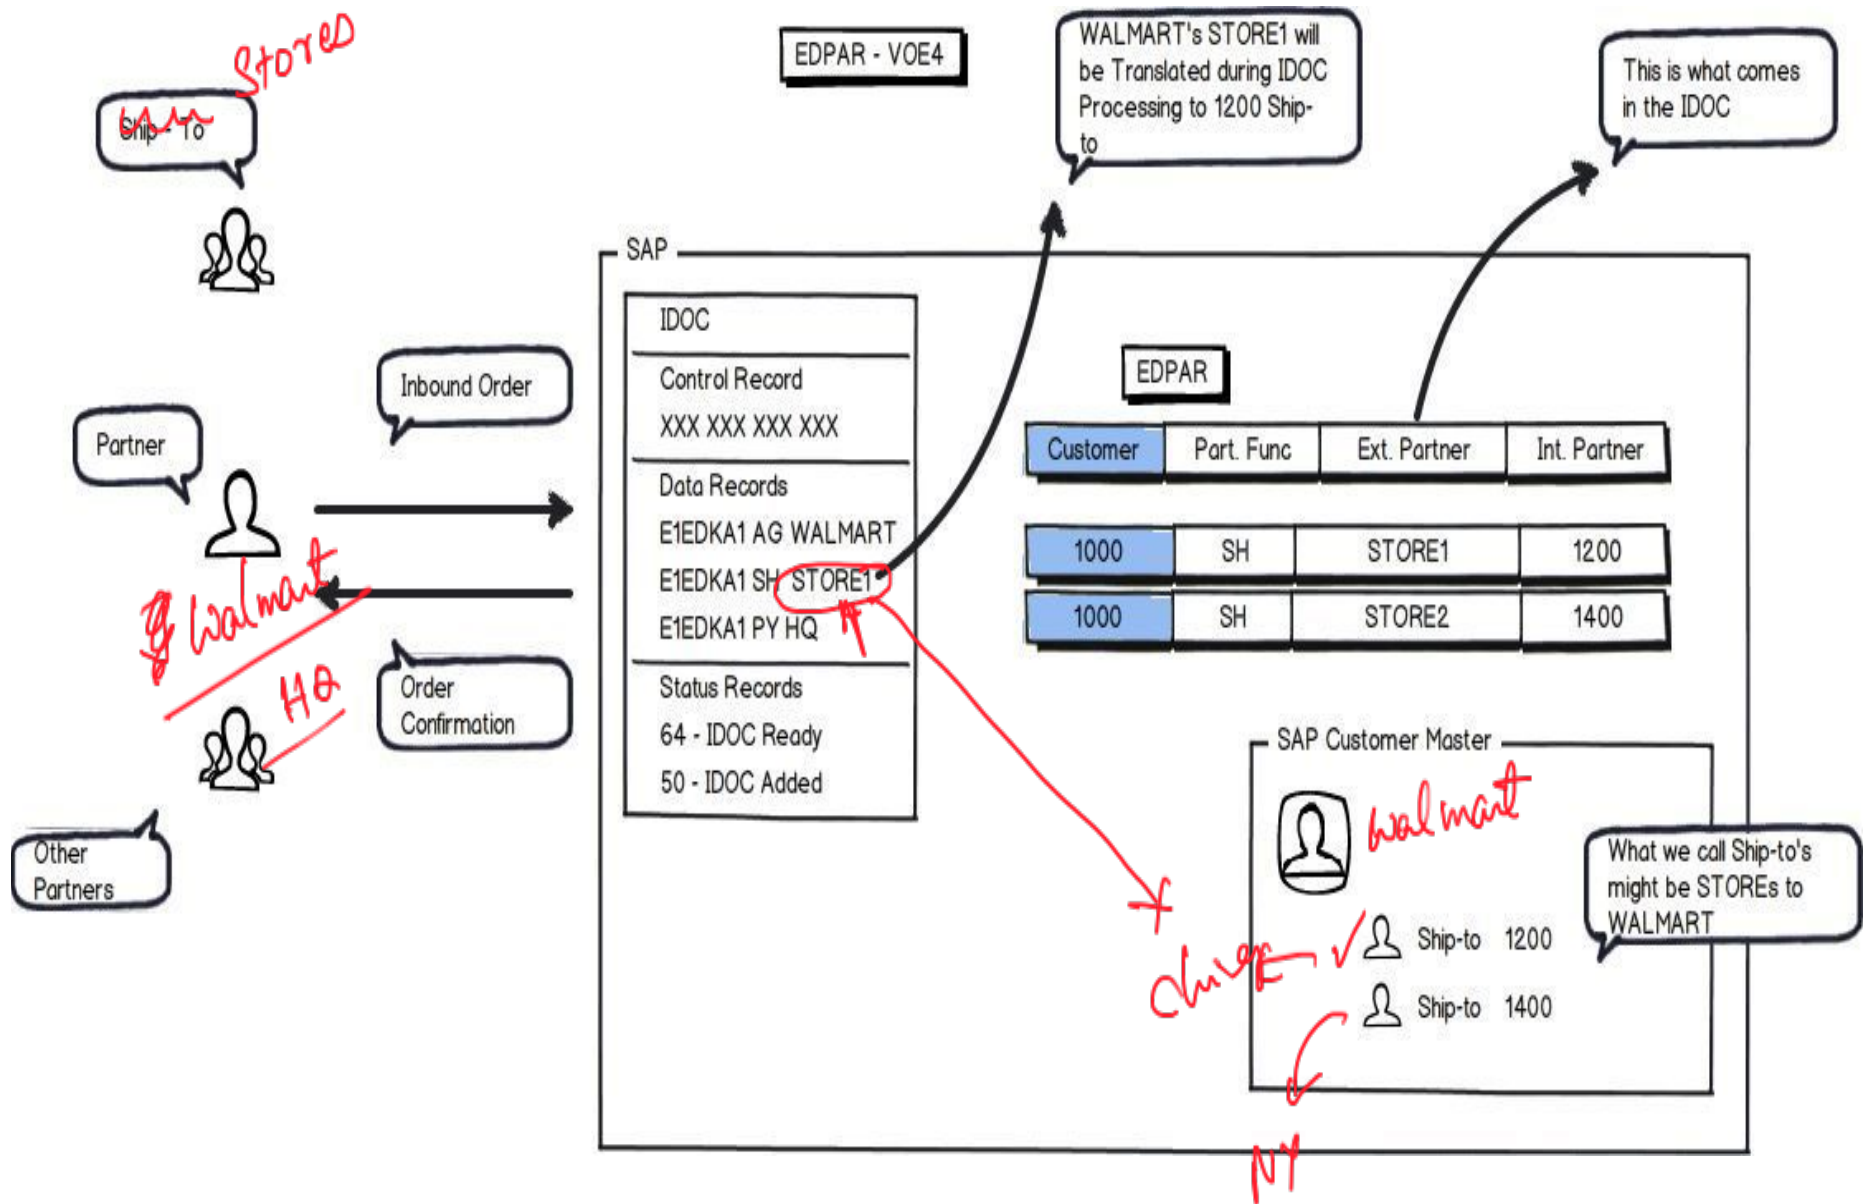 Stores
Ship - To
EDPAR - VOE4
WALMART's STORE1 will
be Translated during IDOC
Processing to 1200 Ship-
to
This is what comes
in the IDOC
SAP
IDOC
Control Record
XXX XXX XXX XXX
Data Records
E1EDKA1 AG WALMART
E1EDKA1 SH STORE1
E1EDKA1 PY HQ
Status Records
64 - IDOC Ready
50 - IDOC Added
Inbound Order
Partner
Walmart
HQ
Order
Confirmation
Other
Partners
EDPAR
Customer Part. Func Ext. Partner Int. Partner
1000 SH STORE1 1200
1000 SH STORE2 1400
SAP Customer Master
walmart
What we call Ship-to's
might be STOREs to
WALMART
Ship-to 1200
Ship-to 1400
NY